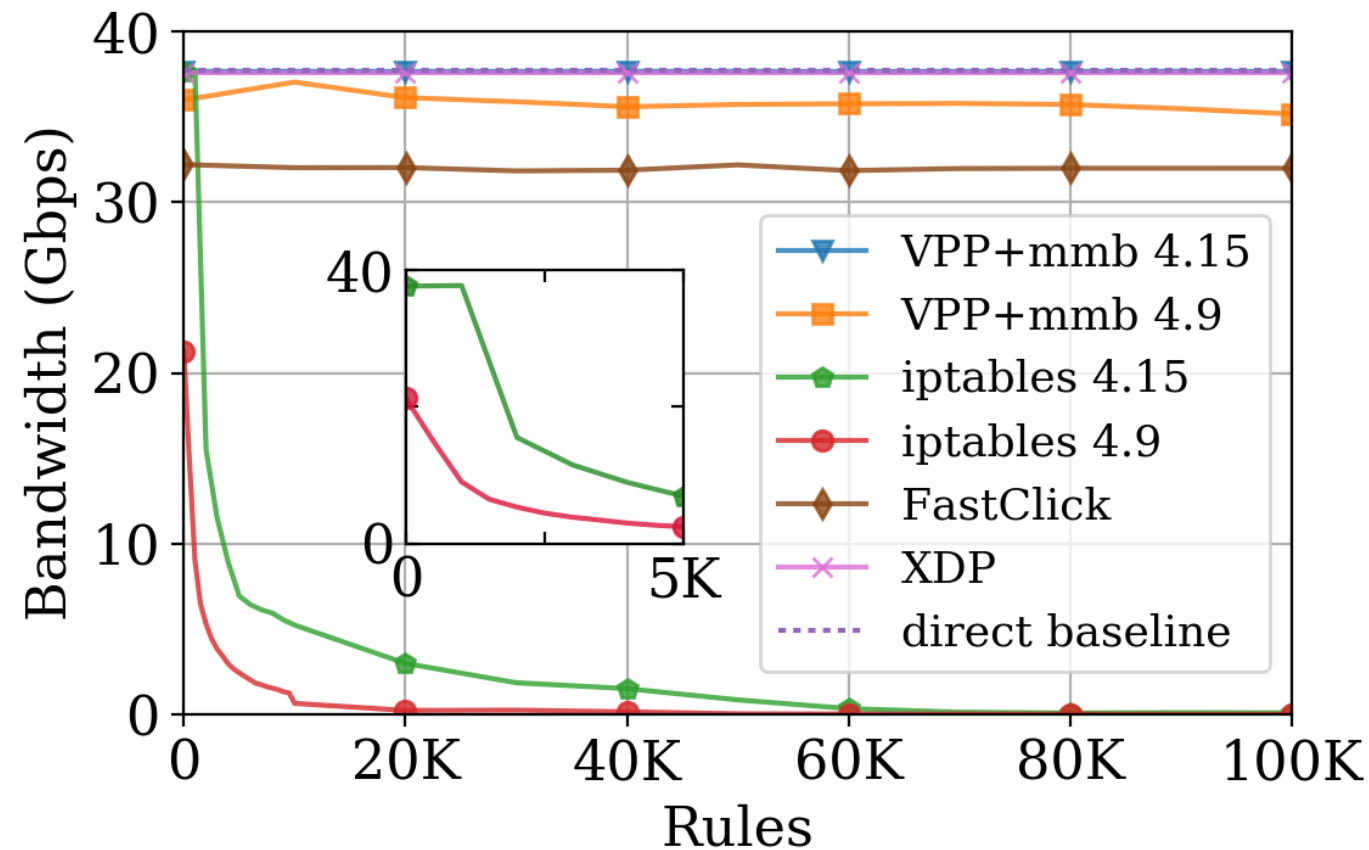 40
30
20
10
0
Bandwidth (Gbps)
40
0
0
5K
VPP+mmb 4.15
VPP+mmb 4.9
iptables 4.15
iptables 4.9
FastClick
XDP
direct baseline
0
20K
40K
60K
80K
100K
Rules